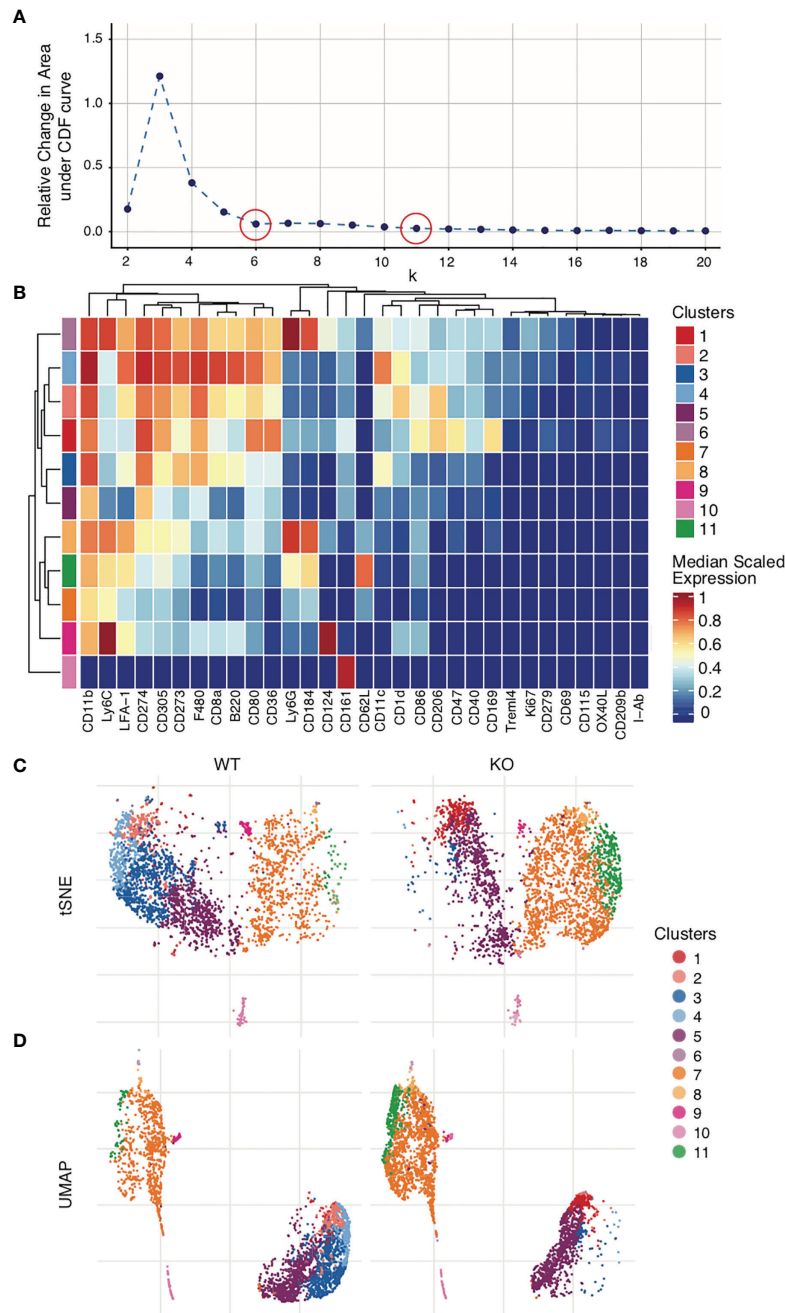 A
Relative Change in Area
under CDF curve
1.5
1.0
0.5
0.0
2 4 6 8 10 12 14 16 18 20
k
B
Clusters
1
2
3
4
5
6
7
8
9
10
11
Median Scaled
Expression
1
0.8
0.6
0.4
0.2
0
CD11b Ly6C LFA-1 CD274 CD305 CD273 F480 CD8a B220 CD80 CD36 Ly6G CD184 CD124 CD161 CD62L CD11c CD1d CD86 CD206 CD47 CD40 CD169 Treml4 Ki67 CD279 CD69 CD115 OX40L CD209b I-Ab
C
WT KO
tSNE
Clusters
1
2
3
4
5
6
7
8
9
10
11
D
UMAP